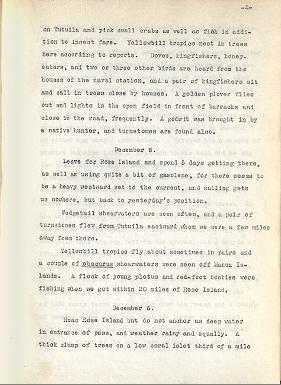 -2-
on Tutuila and pick small crabs as well as fish in addi-
tion to insect fare. Yellowbill tropics nest in trees
here according to reports. Doves, kingfishers, honey-
eaters, and two or three other birds are heard from the
houses of the naval station, and a pair of kingfishers sit
and call in trees close by houses. A golden plover flies
out and lights in the open field in front of barracks and
close to the road, frequently. A godwit was brought in by
a native hunter, and turnstones are found also.
December 5.
Leave for Rose Island and spend 5 days getting there,
as well as using quite a bit of gasolene, for there seems to
be a heavy westward set to the current, and sailing gets
us nowhere, but back to yesterday's position.
Wedgetail shearwaters are seen often, and a pair of
turnstones flew from Tutuila eastward when we were a few miles
away from there.
Yellowbill tropics fly about sometimes in pairs and
a couple of obscurus shearwaters were seen off Manua Is-
lands. A flock of young plotus and red-foot boobies were
fishing when we got within 20 miles of Rose Island.
December 6.
Near Rose Island but do not anchor as deep water
in entrance of pass, and weather rainy and squally. A
thick clump of trees on a low coral islet third of a mile